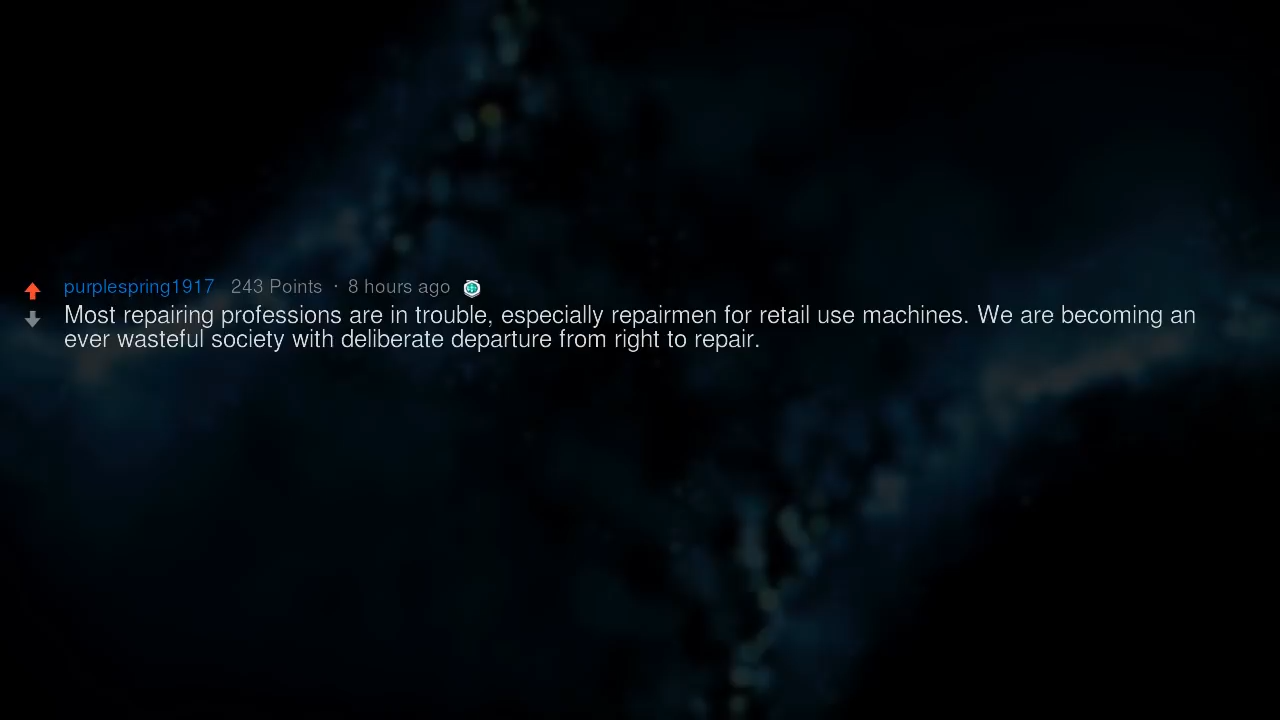 purplespring1917 243 Points · 8 hours ago
Most repairing professions are in trouble, especially repairmen for retail use machines. We are becoming an
ever wasteful society with deliberate departure from right to repair.